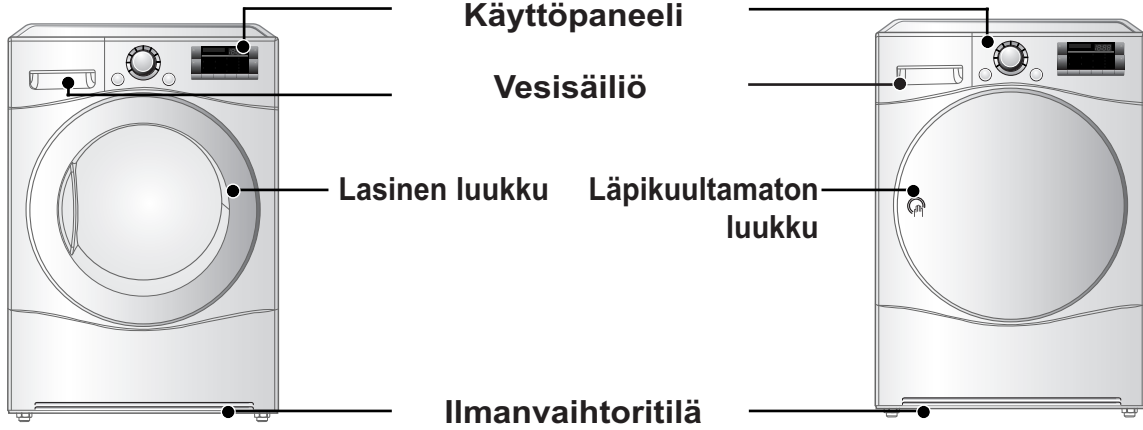 Käyttöpaneeli
Vesisäiliö
Lasinen luukku
Läpikuultamaton
luukku
Ilmanvaihtoritilä